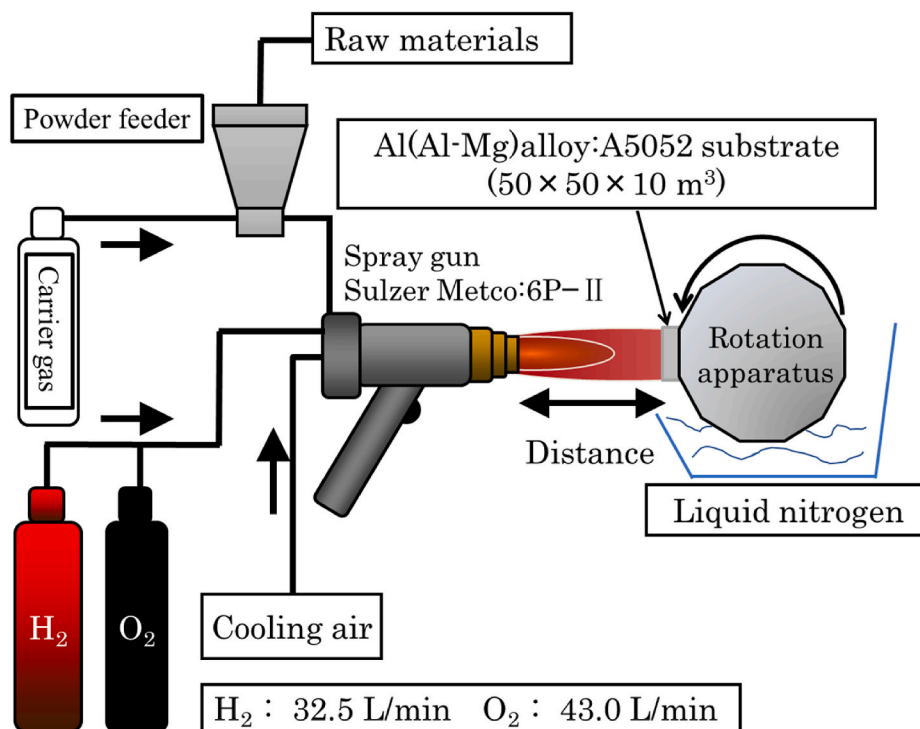 Raw materials
Powder feeder
Al(Al-Mg)alloy:A5052 substrate
(50×50×10 m³)
Carrier gas
Spray gun
Sulzer Metco:6P-Ⅱ
Rotation
apparatus
Distance
Liquid nitrogen
H₂
O₂
Cooling air
H₂ : 32.5 L/min O₂ : 43.0 L/min